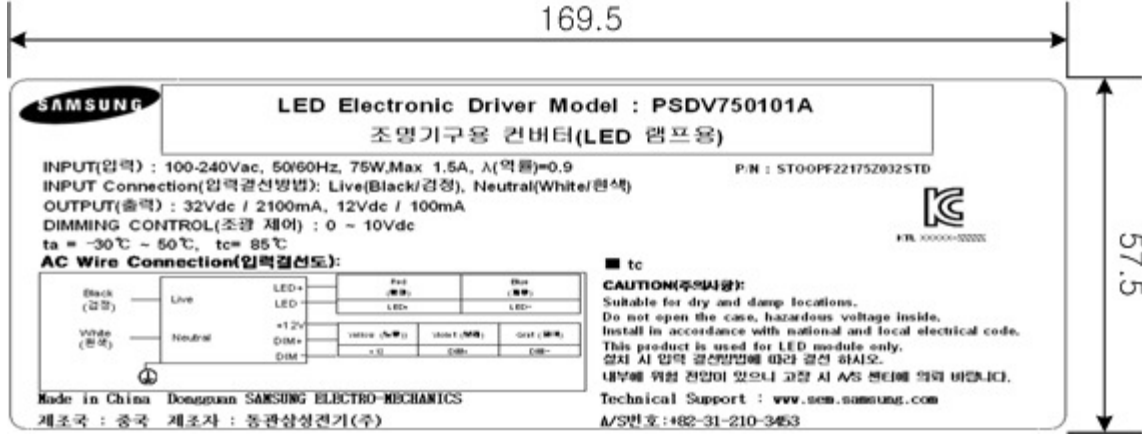 169.5
SAMSUNG
LED Electronic Driver Model : PSDV750101A
조명기구용 컨버터(LED 램프용)
INPUT(입력) : 100-240Vac, 50/60Hz, 75W,Max 1.5A, λ(역률)=0.9
P/N : ST00PF22175Z032STD
INPUT Connection(입력결선방법): Live(Black/검정), Neutral(White/흰색)
OUTPUT(출력) : 32Vdc / 2100mA, 12Vdc / 100mA
DIMMING CONTROL(조광 제어) : 0 ~ 10Vdc
ta = -30℃ ~ 50℃, tc= 85℃
AC Wire Connection(입력결선도):
Black
(검정)
White
(흰색)
Live
Neutral
LED+
LED-
+12V
DIM+
DIM-
Red
Blue
LED+
LED-
+12
DIM+
DIM-
57.5
■ tc
CAUTION(주의사항):
Suitable for dry and damp locations.
Do not open the case, hazardous voltage inside.
Install in accordance with national and local electrical code.
This product is used for LED module only.
설치 시 입력 결선방법에 따라 결선 하시오.
내부에 위험 전압이 있으니 고장 시 A/S 센터에 의뢰 바랍니다.
Made in China Dongguan SAMSUNG ELECTRO-MECHANICS
Technical Support : www.sem.samsung.com
제조국 : 중국 제조자 : 동관삼성전기(주)
A/S번호:+82-31-210-3453